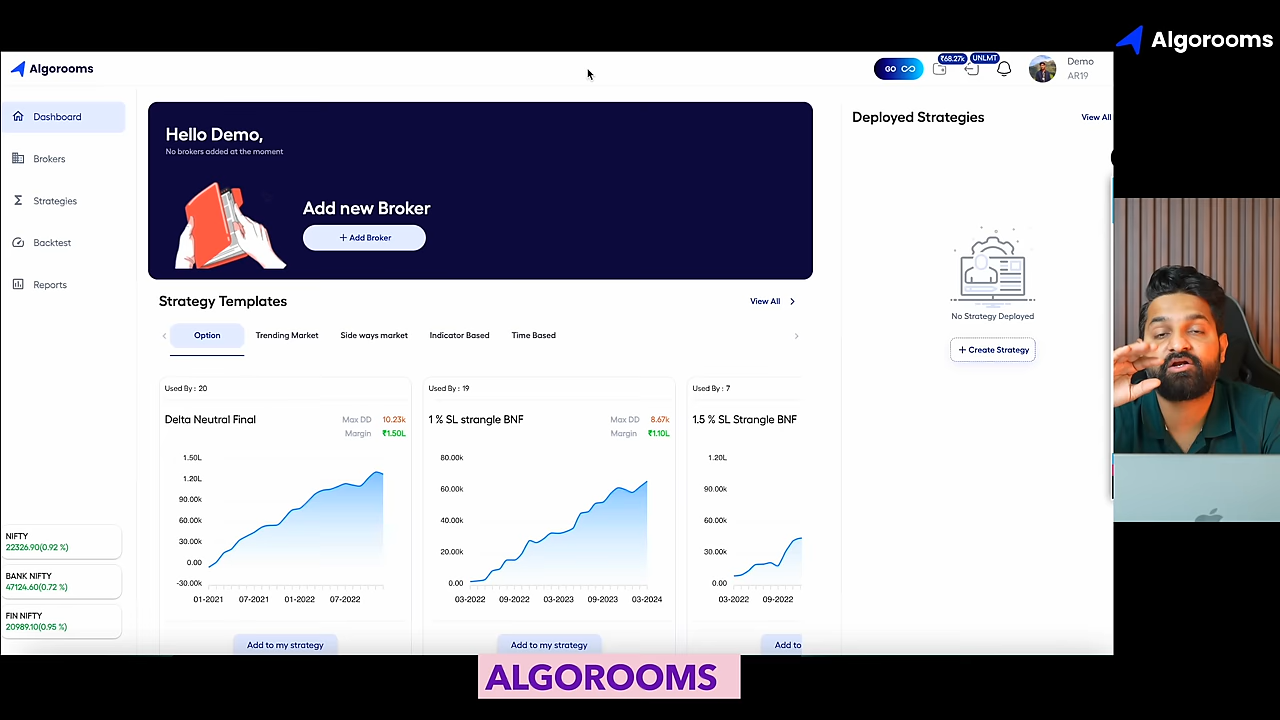 Algorooms
Algorooms
GO
₹68.27k
UNLMT
Demo
AR19
Dashboard
Brokers
Strategies
Backtest
Reports
Hello Demo,
No brokers added at the moment
Add new Broker
+ Add Broker
Deployed Strategies
View All
No Strategy Deployed
+ Create Strategy
Strategy Templates
View All
Option
Trending Market
Side ways market
Indicator Based
Time Based
Used By : 20
Delta Neutral Final
Max DD 10.23k
Margin ₹1.50L
1.50L
1.20L
90.00k
60.00k
30.00k
0.00
-30.00k
01-2021 07-2021 01-2022 07-2022
Add to my strategy
Used By : 19
1 % SL strangle BNF
Max DD 8.67k
Margin ₹1.10L
80.00k
60.00k
40.00k
20.00k
0.00
03-2022 09-2022 03-2023 09-2023 03-2024
Add to my strategy
Used By : 7
1.5 % SL Strangle BNF
1.20L
90.00k
60.00k
30.00k
0.00
03-2022 09-2022
Add to
NIFTY
22326.90(0.92 %)
BANK NIFTY
47124.60(0.72 %)
FIN NIFTY
20989.10(0.95 %)
ALGOROOMS